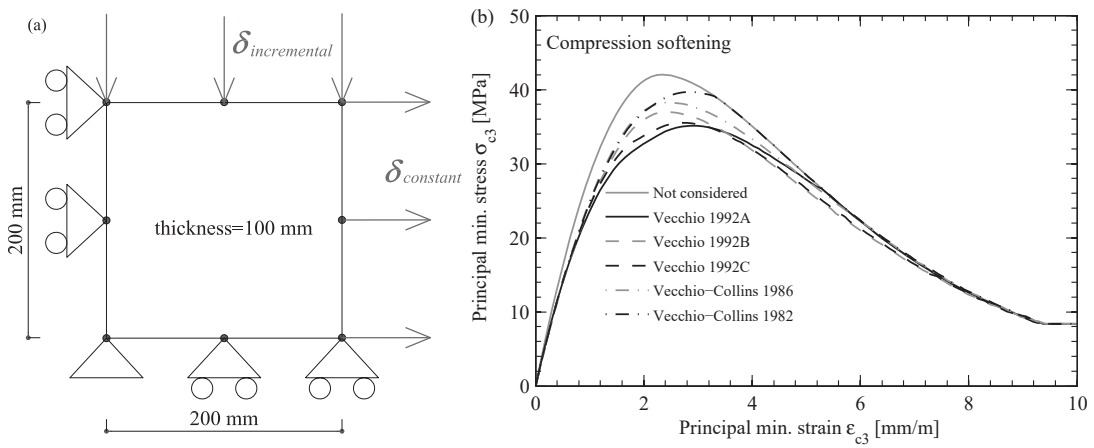 (a)
δincremental
δconstant
200 mm
thickness=100 mm
200 mm
(b)
50
40
30
20
10
0
Principal min. stress σc3 [MPa]
Compression softening
Not considered
Vecchio 1992A
Vecchio 1992B
Vecchio 1992C
Vecchio−Collins 1986
Vecchio−Collins 1982
0 2 4 6 8 10
Principal min. strain εc3 [mm/m]